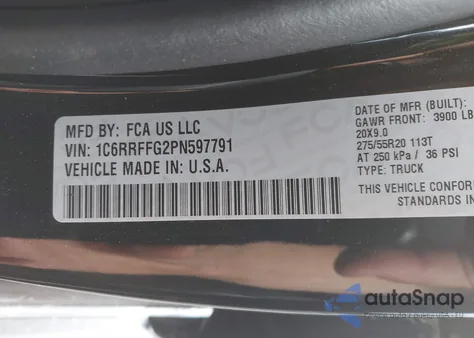 MFD BY: FCA US LLC
VIN: 1C6RRFFG2PN597791
VEHICLE MADE IN U.S.A.
DATE OF MFR (BUILT):
GAWR FRONT: 3900 LB
20X9.0
275/55R20 113T
AT 250 kPa / 36 PSI
TYPE: TRUCK
THIS VEHICLE CONFOR
STANDARDS IN
autoSnap